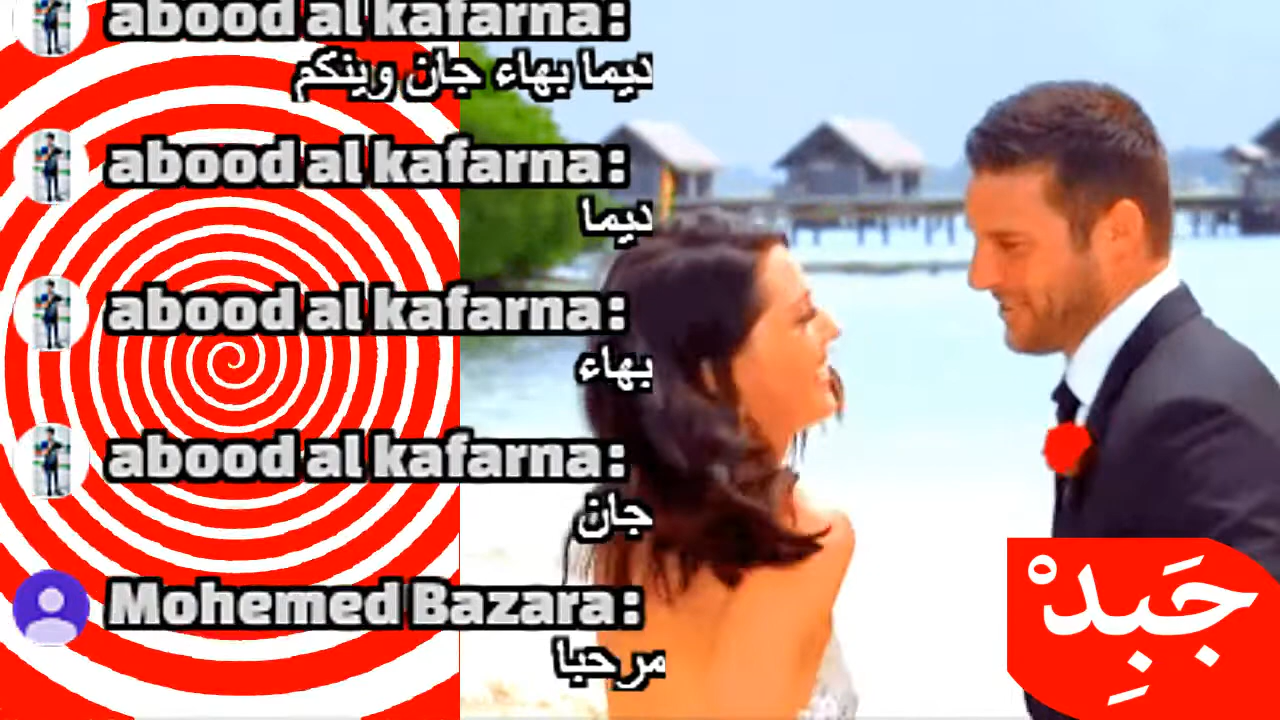 abood al kafarna:
ديما بهاء جان وينكم
abood al kafarna:
ديما
abood al kafarna:
بهاء
abood al kafarna:
جان
Mohemed Bazara:
مرحبا
جَبِدْ